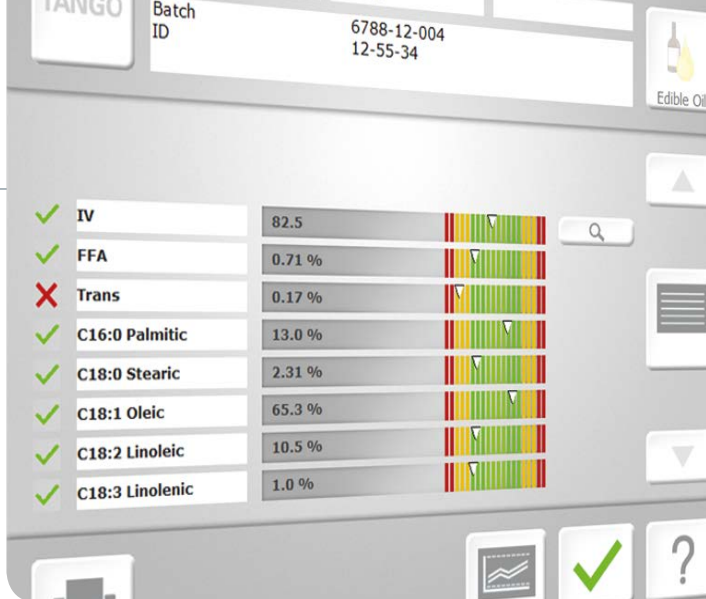 TANGO
Batch 6788-12-004
ID 12-55-34
Edible Oil
IV 82.5
FFA 0.71 %
Trans 0.17 %
C16:0 Palmitic 13.0 %
C18:0 Stearic 2.31 %
C18:1 Oleic 65.3 %
C18:2 Linoleic 10.5 %
C18:3 Linolenic 1.0 %
?